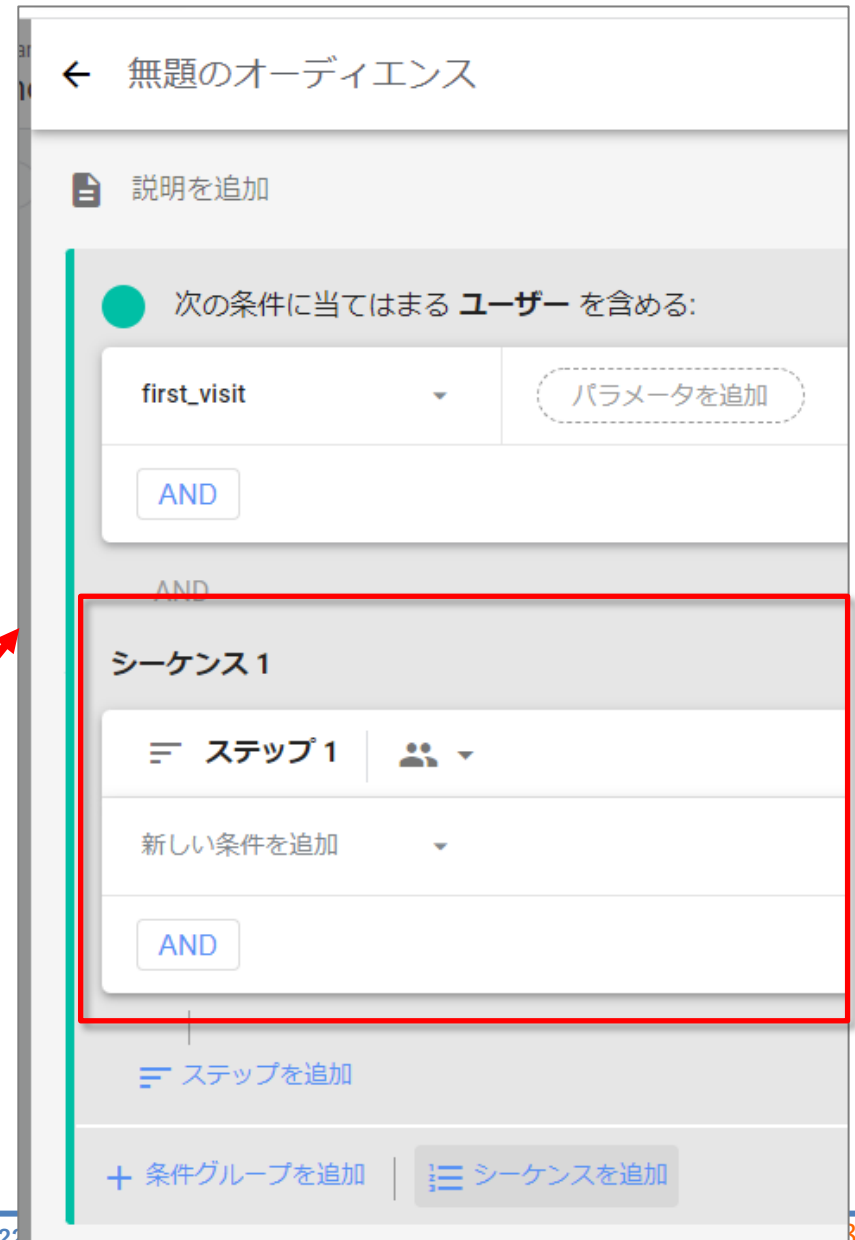 無題のオーディエンス
説明を追加
次の条件に当てはまる ユーザー を含める:
first_visit
パラメータを追加
AND
AND
シーケンス 1
ステップ 1
新しい条件を追加
AND
ステップを追加
条件グループを追加
シーケンスを追加